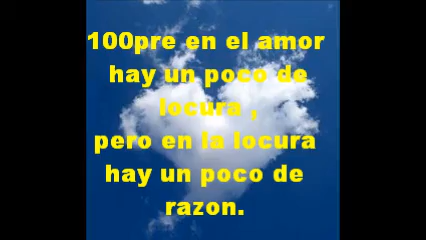 100pre en el amor
hay un poco de
locura ,
pero en la locura
hay un poco de
razon.